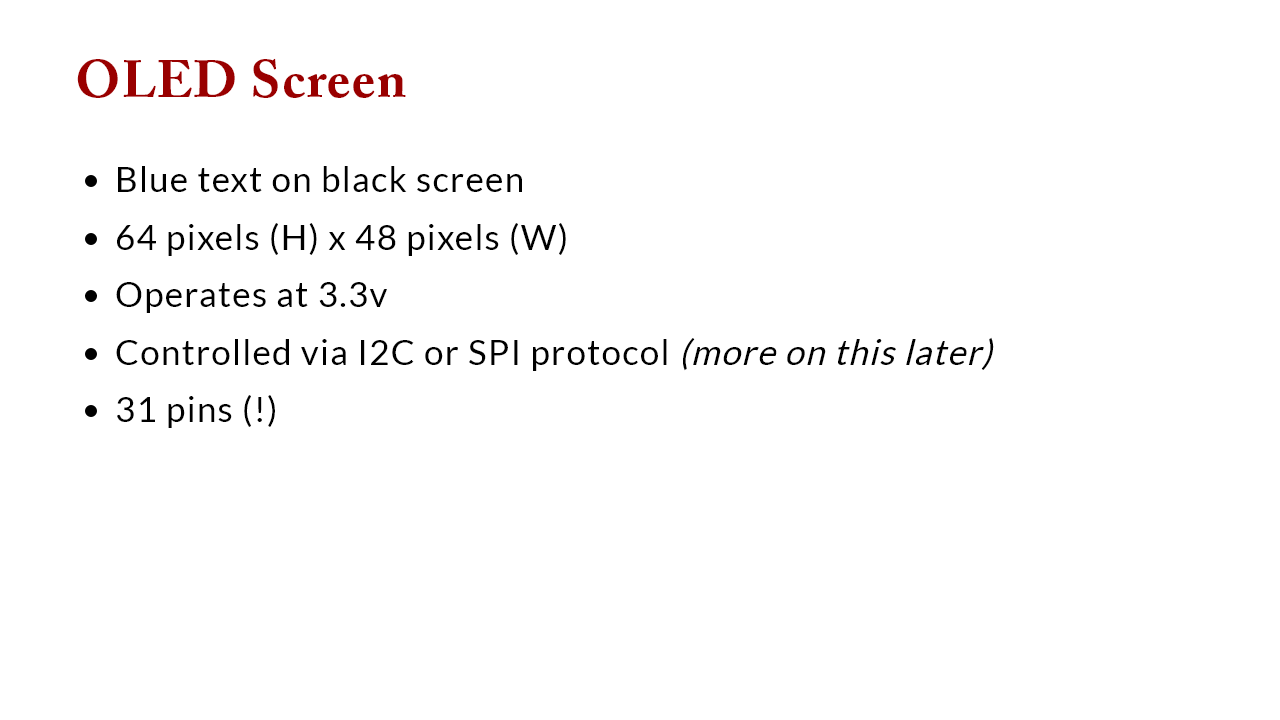 OLED Screen
• Blue text on black screen
• 64 pixels (H) x 48 pixels (W)
• Operates at 3.3v
• Controlled via I2C or SPI protocol (more on this later)
• 31 pins (!)